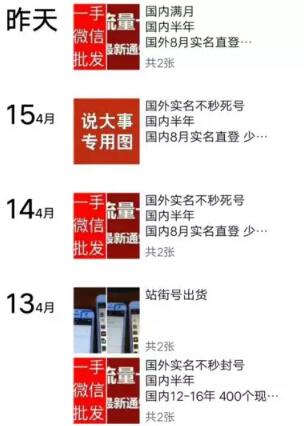 昨天
一手
微信
批发
流量
最新通
国内满月
国内半年
国外8月实名直登…
共2张
15 4月
说大事
专用图
国外实名不秒死号
国内半年
国内8月实名直登 少…
14 4月
一手
微信
批发
流量
最新通
国外实名不秒死号
国内半年
国内8月实名直登 少…
共2张
13 4月
站街号出货
共2张
一手
微信
批发
流量
最新通
国外实名不秒封号
国内半年
国内12-16年 400个现…
共2张